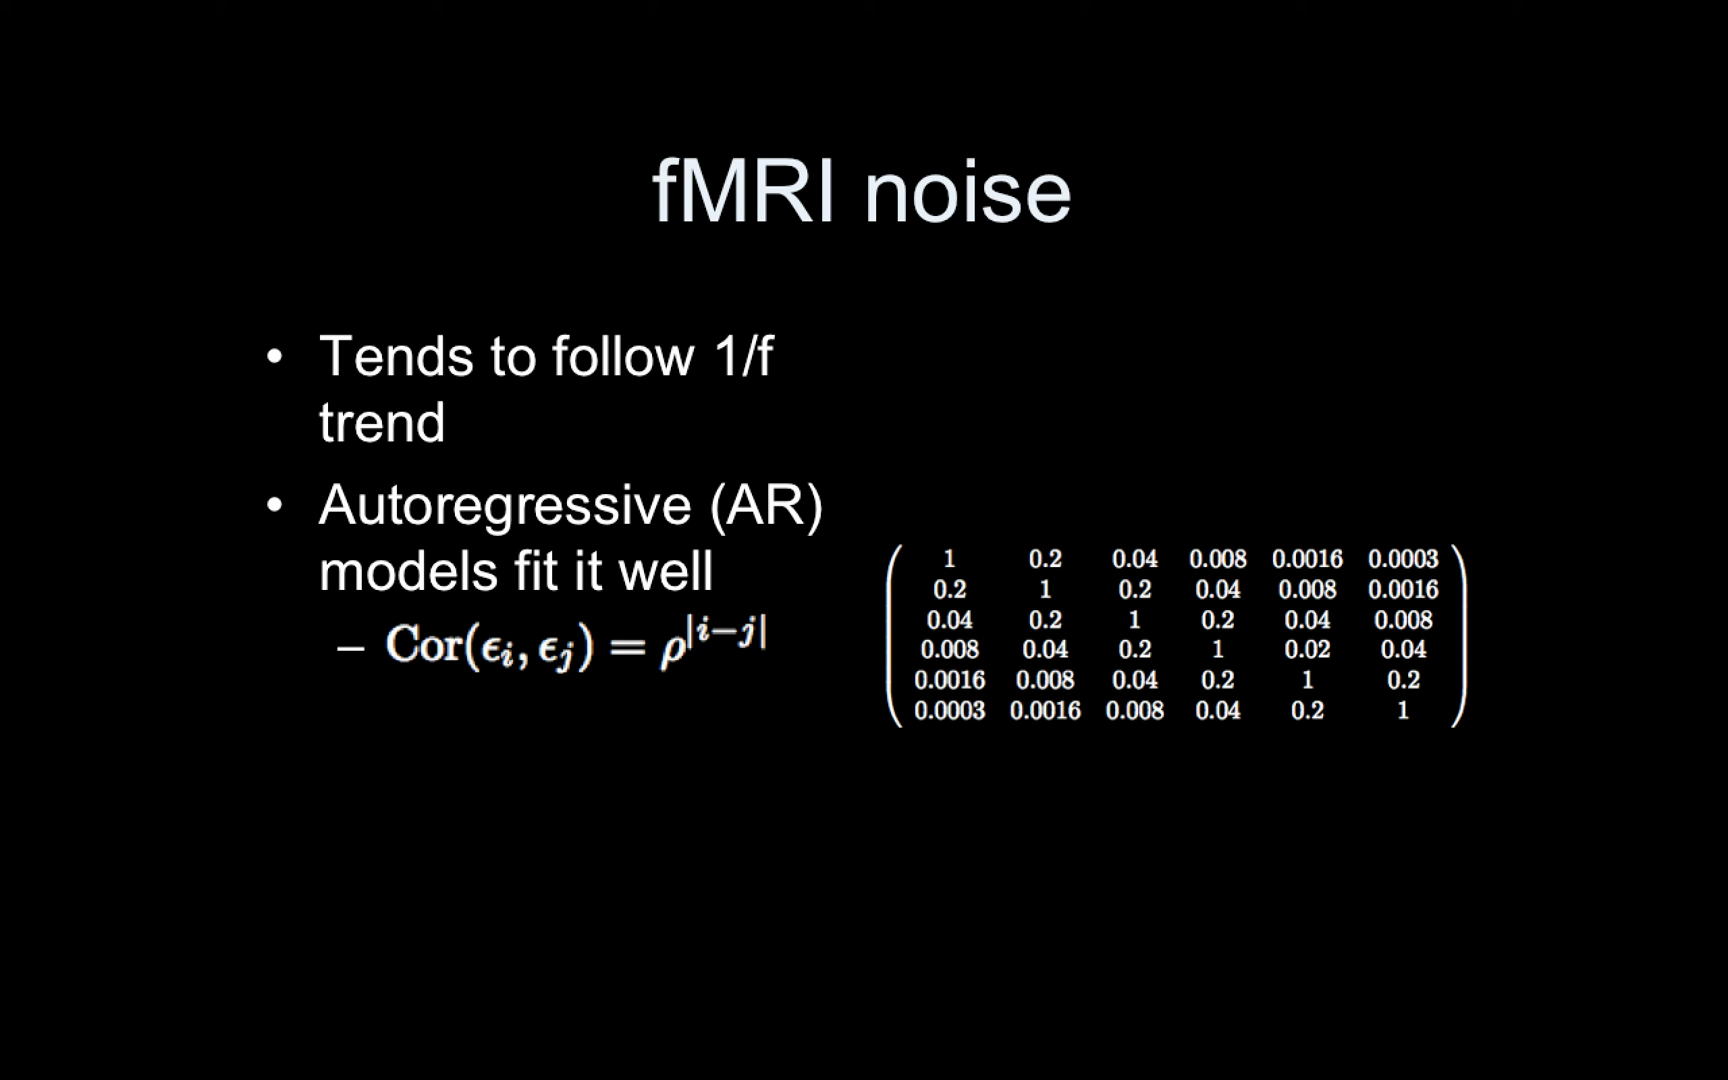 fMRI noise
• Tends to follow 1/f
trend
• Autoregressive (AR)
models fit it well
– Cor(ϵi, ϵj) = ρ^|i−j|
1 0.2 0.04 0.008 0.0016 0.0003
0.2 1 0.2 0.04 0.008 0.0016
0.04 0.2 1 0.2 0.04 0.008
0.008 0.04 0.2 1 0.02 0.04
0.0016 0.008 0.04 0.2 1 0.2
0.0003 0.0016 0.008 0.04 0.2 1